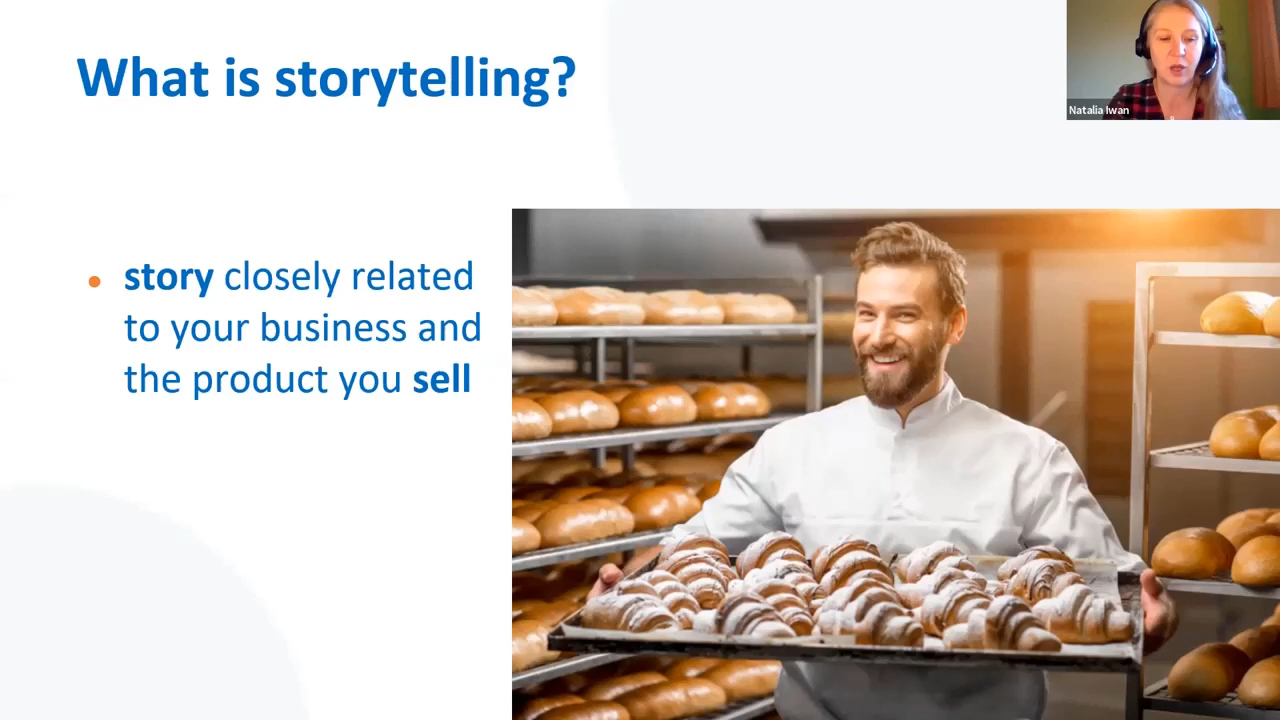 What is storytelling?
Natalia Iwan
• story closely related
to your business and
the product you sell